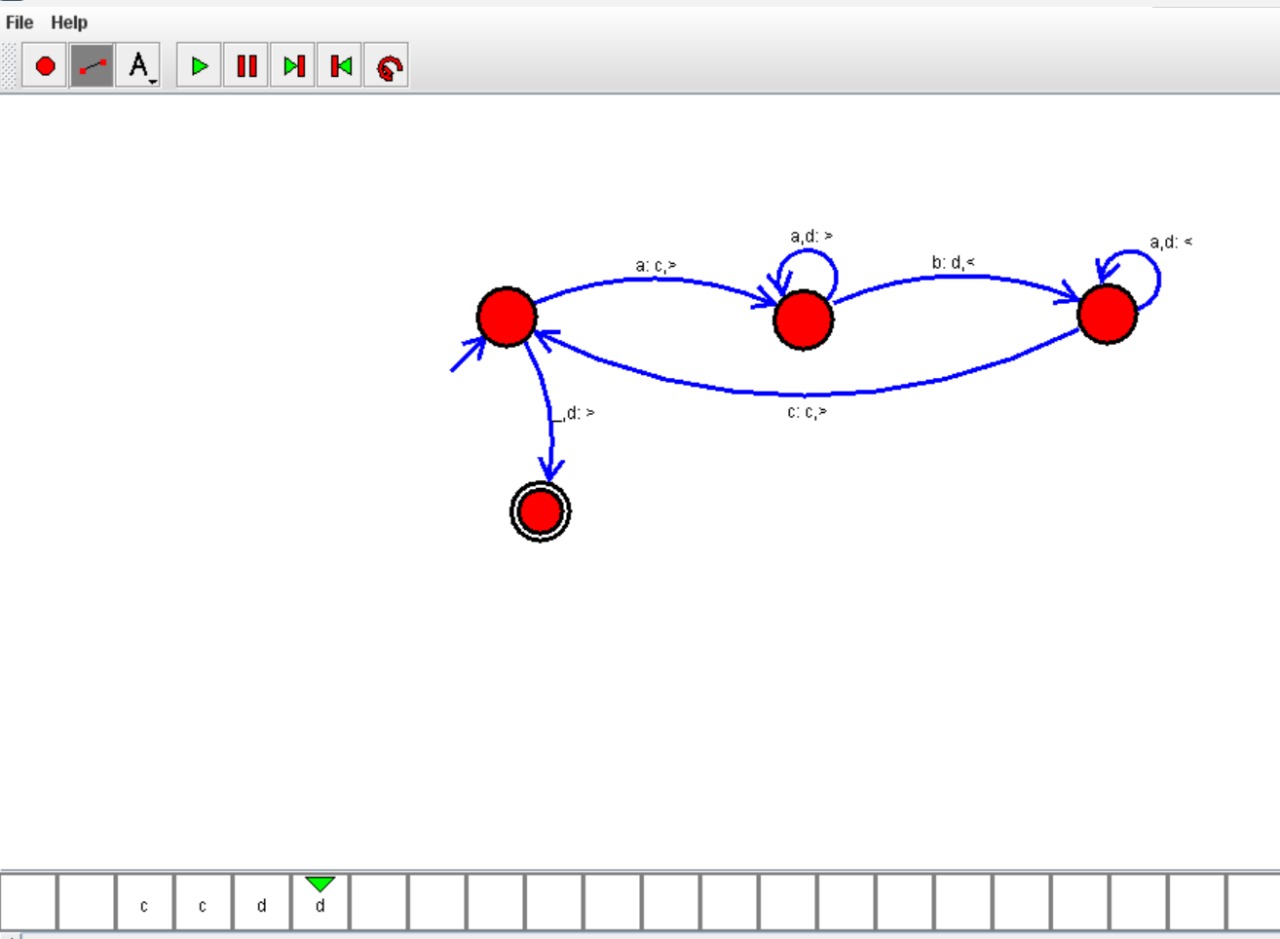 File Help
A
a,d: >
a,d: <
a: c,>
b: d,<
_,d: >
c: c,>
c c d d